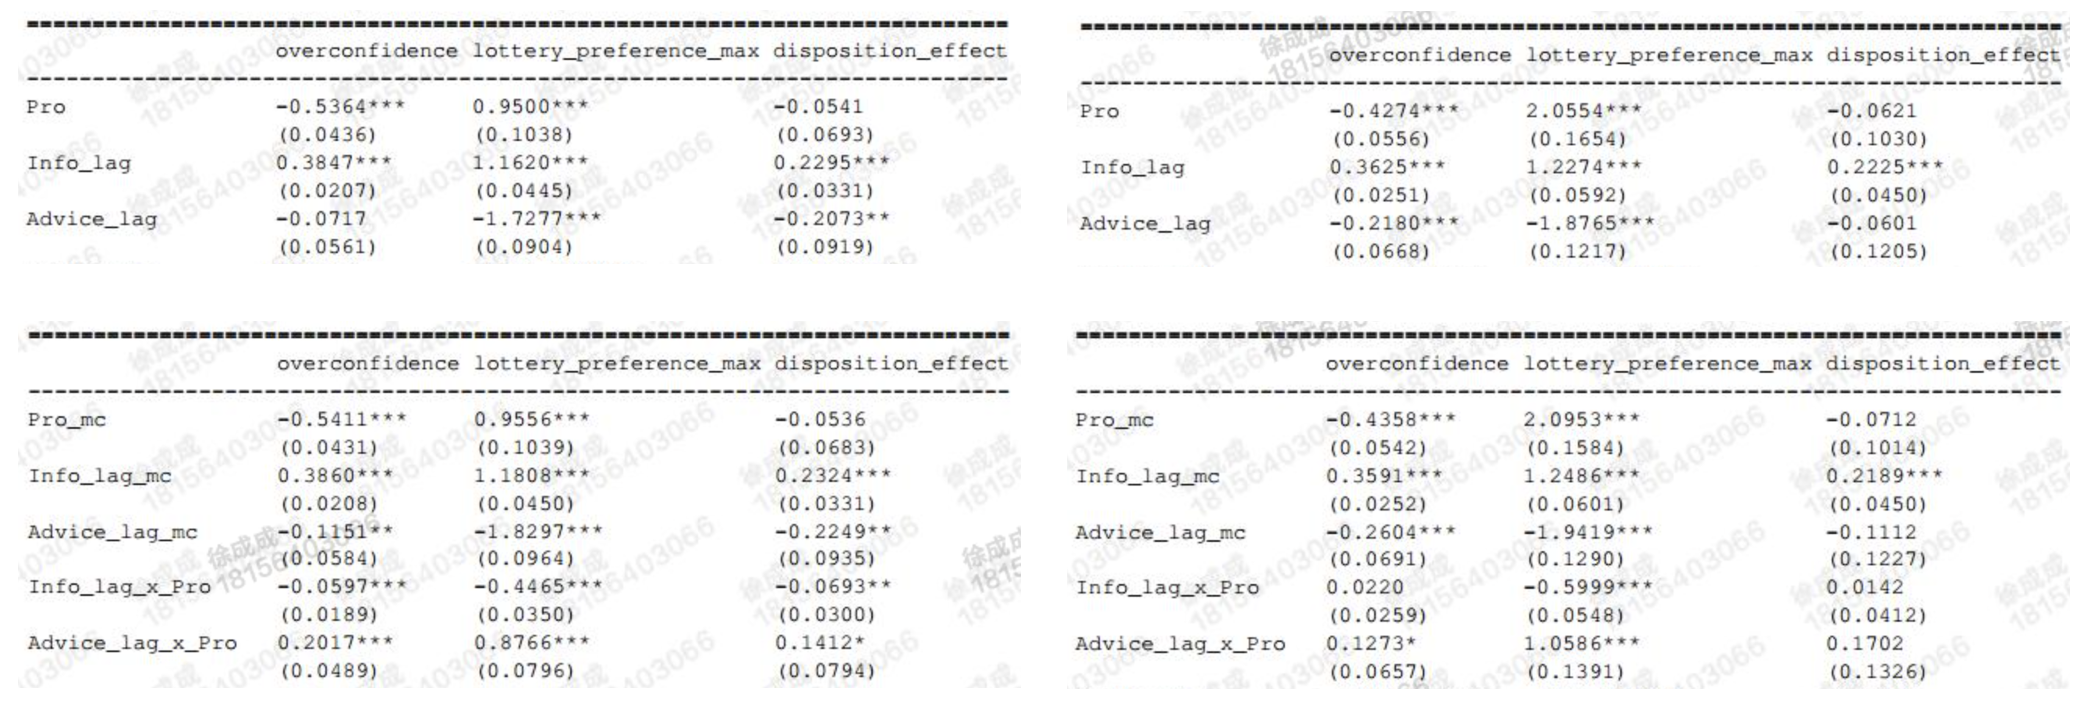 overconfidence lottery_preference_max disposition_effect
Pro -0.5364*** 0.9500*** -0.0541
(0.0436) (0.1038) (0.0693)
Info_lag 0.3847*** 1.1620*** 0.2295***
(0.0207) (0.0445) (0.0331)
Advice_lag -0.0717 -1.7277*** -0.2073**
(0.0561) (0.0904) (0.0919)
overconfidence lottery_preference_max disposition_effect
Pro -0.4274*** 2.0554*** -0.0621
(0.0556) (0.1654) (0.1030)
Info_lag 0.3625*** 1.2274*** 0.2225***
(0.0251) (0.0592) (0.0450)
Advice_lag -0.2180*** -1.8765*** -0.0601
(0.0668) (0.1217) (0.1205)
overconfidence lottery_preference_max disposition_effect
Pro_mc -0.5411*** 0.9556*** -0.0536
(0.0431) (0.1039) (0.0683)
Info_lag_mc 0.3860*** 1.1808*** 0.2324***
(0.0208) (0.0450) (0.0331)
Advice_lag_mc -0.1151** -1.8297*** -0.2249**
(0.0584) (0.0964) (0.0935)
Info_lag_x_Pro -0.0597*** -0.4465*** -0.0693**
(0.0189) (0.0350) (0.0300)
Advice_lag_x_Pro 0.2017*** 0.8766*** 0.1412*
(0.0489) (0.0796) (0.0794)
overconfidence lottery_preference_max disposition_effect
Pro_mc -0.4358*** 2.0953*** -0.0712
(0.0542) (0.1584) (0.1014)
Info_lag_mc 0.3591*** 1.2486*** 0.2189***
(0.0252) (0.0601) (0.0450)
Advice_lag_mc -0.2604*** -1.9419*** -0.1112
(0.0691) (0.1290) (0.1227)
Info_lag_x_Pro 0.0220 -0.5999*** 0.0142
(0.0259) (0.0548) (0.0412)
Advice_lag_x_Pro 0.1273* 1.0586*** 0.1702
(0.0657) (0.1391) (0.1326)
徐成成
18156403066